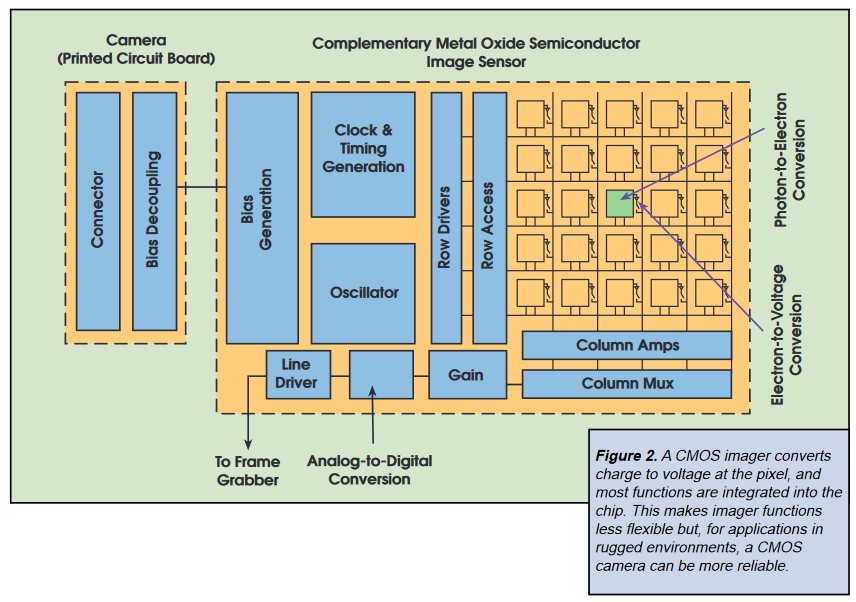 Camera
(Printed Circuit Board)
Complementary Metal Oxide Semiconductor
Image Sensor
Connector
Bias Decoupling
Bias
Generation
Clock &
Timing
Generation
Oscillator
Row Drivers
Row Access
Photon-to-Electron
Conversion
Electron-to-Voltage
Conversion
Column Amps
Column Mux
Gain
Line
Driver
To Frame
Grabber
Analog-to-Digital
Conversion
Figure 2. A CMOS imager converts
charge to voltage at the pixel, and
most functions are integrated into the
chip. This makes imager functions
less flexible but, for applications in
rugged environments, a CMOS
camera can be more reliable.